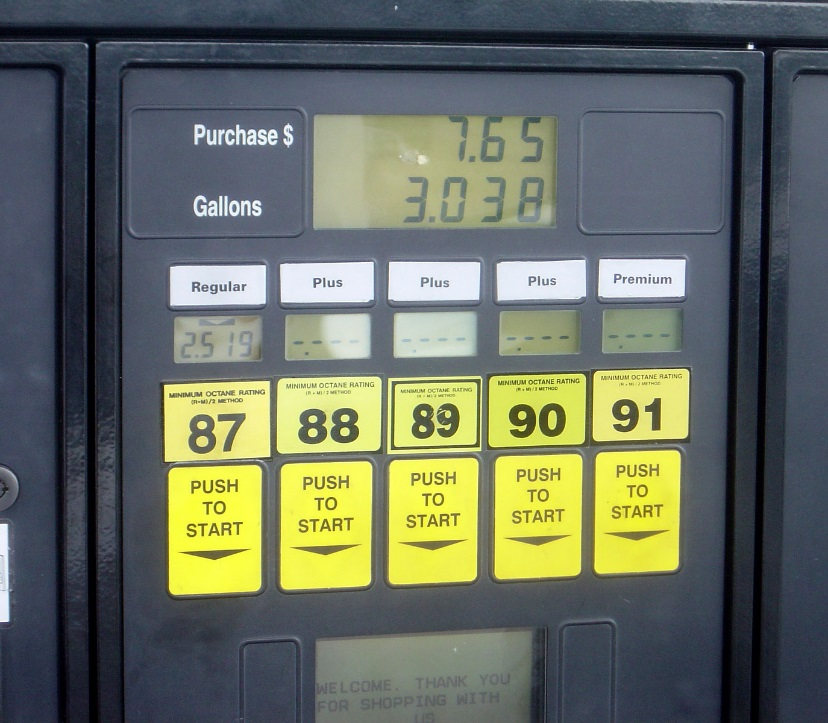 Purchase $ 7.65
Gallons 3.038
Regular Plus Plus Plus Premium
2.519 -.--- -.--- -.--- -.---
MINIMUM OCTANE RATING MINIMUM OCTANE RATING MINIMUM OCTANE RATING MINIMUM OCTANE RATING MINIMUM OCTANE RATING
(R+M)/2 METHOD (R+M)/2 METHOD (R+M)/2 METHOD (R+M)/2 METHOD (R+M)/2 METHOD
87 88 89 90 91
PUSH PUSH PUSH PUSH PUSH
TO TO TO TO TO
START START START START START
WELCOME. THANK YOU
FOR SHOPPING WITH
US